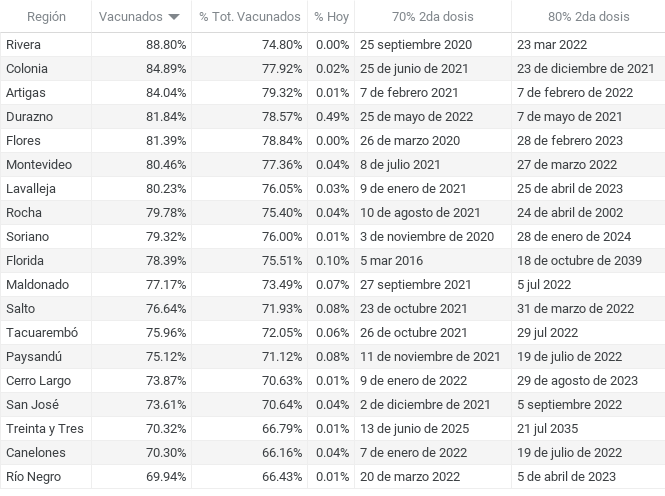 Región Vacunados % Tot. Vacunados % Hoy 70% 2da dosis 80% 2da dosis
Rivera 88.80% 74.80% 0.00% 25 septiembre 2020 23 mar 2022
Colonia 84.89% 77.92% 0.02% 25 de junio de 2021 23 de diciembre de 2021
Artigas 84.04% 79.32% 0.01% 7 de febrero 2021 7 de febrero de 2022
Durazno 81.84% 78.57% 0.49% 25 de mayo de 2022 7 de mayo de 2021
Flores 81.39% 78.84% 0.00% 26 de marzo 2020 28 de febrero 2023
Montevideo 80.46% 77.36% 0.04% 8 de julio 2021 27 de marzo 2022
Lavalleja 80.23% 76.05% 0.03% 9 de enero de 2021 25 de abril de 2023
Rocha 79.78% 75.40% 0.04% 10 de agosto de 2021 24 de abril de 2002
Soriano 79.32% 76.00% 0.01% 3 de noviembre de 2020 28 de enero de 2024
Florida 78.39% 75.51% 0.10% 5 mar 2016 18 de octubre de 2039
Maldonado 77.17% 73.49% 0.07% 27 septiembre 2021 5 jul 2022
Salto 76.64% 71.93% 0.08% 23 de octubre 2021 31 de marzo de 2022
Tacuarembó 75.96% 72.05% 0.06% 26 de octubre 2021 29 jul 2022
Paysandú 75.12% 71.12% 0.08% 11 de noviembre de 2021 19 de julio de 2022
Cerro Largo 73.87% 70.63% 0.01% 9 de enero de 2022 29 de agosto de 2023
San José 73.61% 70.64% 0.04% 2 de diciembre de 2021 5 septiembre 2022
Treinta y Tres 70.32% 66.79% 0.01% 13 de junio de 2025 21 jul 2035
Canelones 70.30% 66.16% 0.04% 7 de enero de 2022 19 de julio de 2022
Río Negro 69.94% 66.43% 0.01% 20 de marzo 2022 5 de abril de 2023